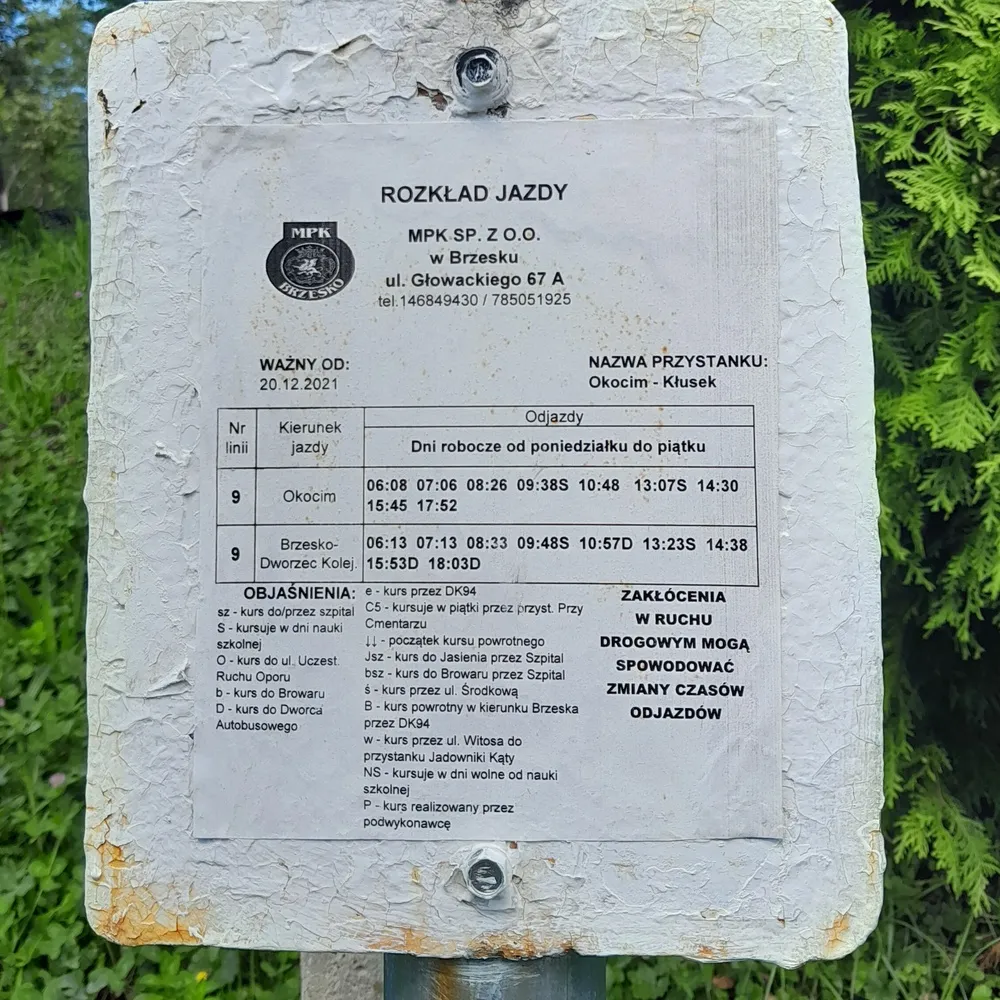 ROZKŁAD JAZDY
MPK
BRZESKO
MPK SP. Z O.O.
w Brzesku
ul. Głowackiego 67 A
tel.146849430 / 785051925
WAŻNY OD:
20.12.2021
NAZWA PRZYSTANKU:
Okocim - Kłusek
Nr linii
Kierunek jazdy
Odjazdy
Dni robocze od poniedziałku do piątku
9 Okocim 06:08 07:06 08:26 09:38S 10:48 13:07S 14:30
15:45 17:52
9 Brzesko- 06:13 07:13 08:33 09:48S 10:57D 13:23S 14:38
Dworzec Kolej. 15:53D 18:03D
OBJAŚNIENIA:
sz - kurs do/przez szpital
S - kursuje w dni nauki
szkolnej
O - kurs do ul. Uczest.
Ruchu Oporu
b - kurs do Browaru
D - kurs do Dworca
Autobusowego
e - kurs przez DK94
C5 - kursuje w piątki przez przyst. Przy
Cmentarzu
↓↓ - początek kursu powrotnego
Jsz - kurs do Jasienia przez Szpital
bsz - kurs do Browaru przez Szpital
ś - kurs przez ul. Środkową
B - kurs powrotny w kierunku Brzeska
przez DK94
w - kurs przez ul. Witosa do
przystanku Jadowniki Kąty
NS - kursuje w dni wolne od nauki
szkolnej
P - kurs realizowany przez
podwykonawcę
ZAKŁÓCENIA
W RUCHU
DROGOWYM MOGĄ
SPOWODOWAĆ
ZMIANY CZASÓW
ODJAZDÓW